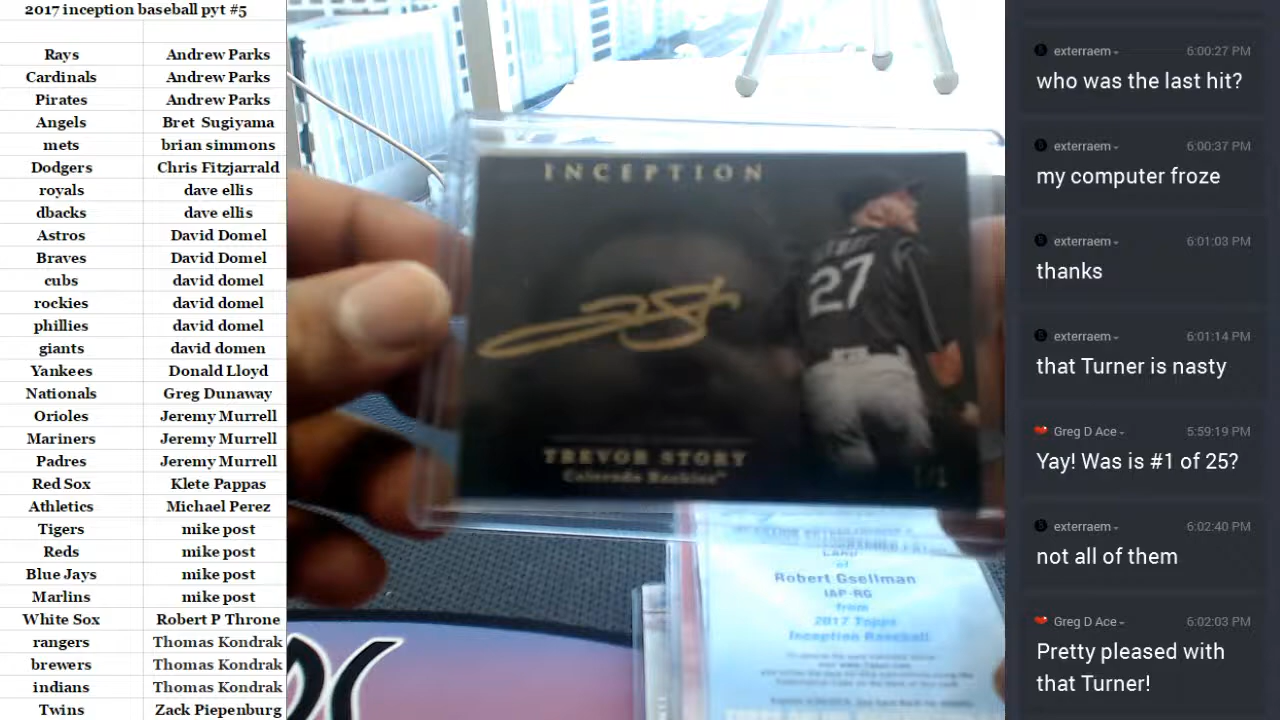 2017 inception baseball pyt #5
Rays Andrew Parks
Cardinals Andrew Parks
Pirates Andrew Parks
Angels Bret Sugiyama
mets brian simmons
Dodgers Chris Fitzjarrald
royals dave ellis
dbacks dave ellis
Astros David Domel
Braves David Domel
cubs david domel
rockies david domel
phillies david domel
giants david domen
Yankees Donald Lloyd
Nationals Greg Dunaway
Orioles Jeremy Murrell
Mariners Jeremy Murrell
Padres Jeremy Murrell
Red Sox Klete Pappas
Athletics Michael Perez
Tigers mike post
Reds mike post
Blue Jays mike post
Marlins mike post
White Sox Robert P Throne
rangers Thomas Kondrak
brewers Thomas Kondrak
indians Thomas Kondrak
Twins Zack Piepenburg
INCEPTION
27
TREVOR STORY
Colorado Rockies™
1/1
CARD
of
Robert Gsellman
IAP-RG
from
2017 Topps
Inception Baseball
exterraem 6:00:27 PM
who was the last hit?
exterraem 6:00:37 PM
my computer froze
exterraem 6:01:03 PM
thanks
exterraem 6:01:14 PM
that Turner is nasty
Greg D Ace 5:59:19 PM
Yay! Was is #1 of 25?
exterraem 6:02:40 PM
not all of them
Greg D Ace 6:02:03 PM
Pretty pleased with
that Turner!